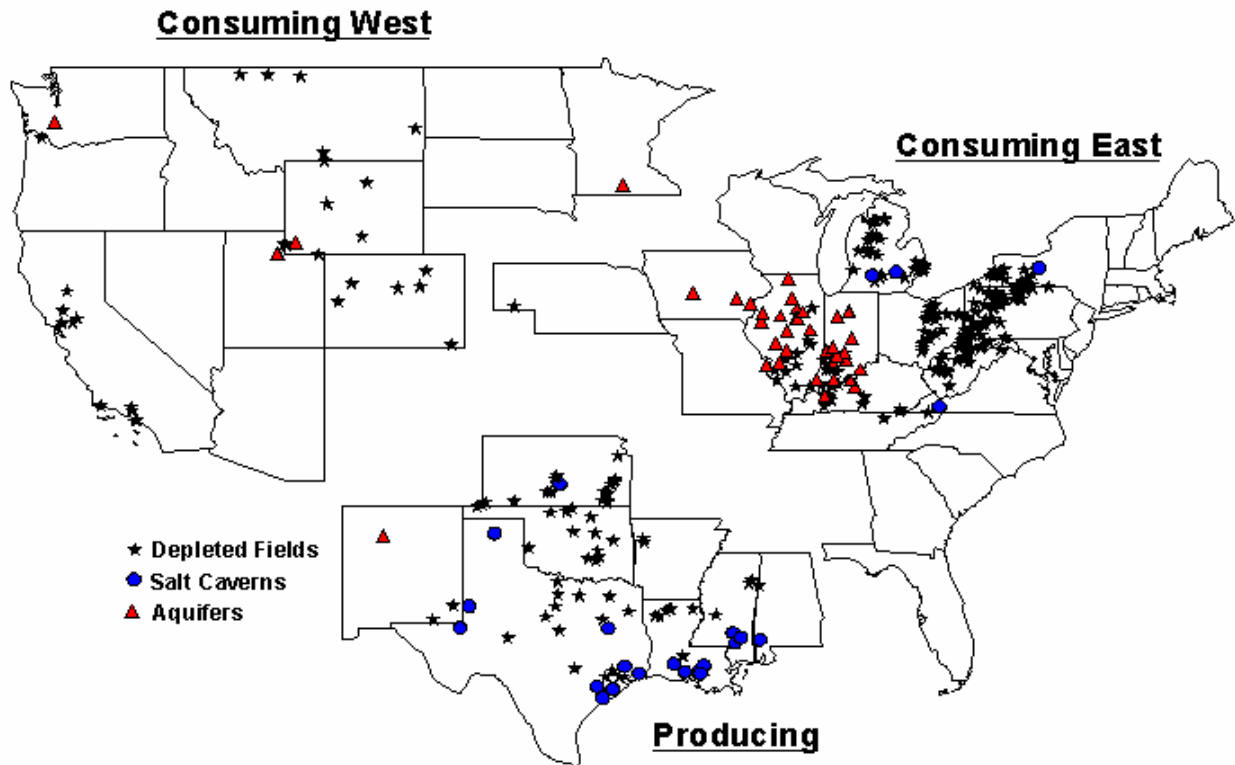 Consuming West
Consuming East
Depleted Fields
Salt Caverns
Aquifers
Producing